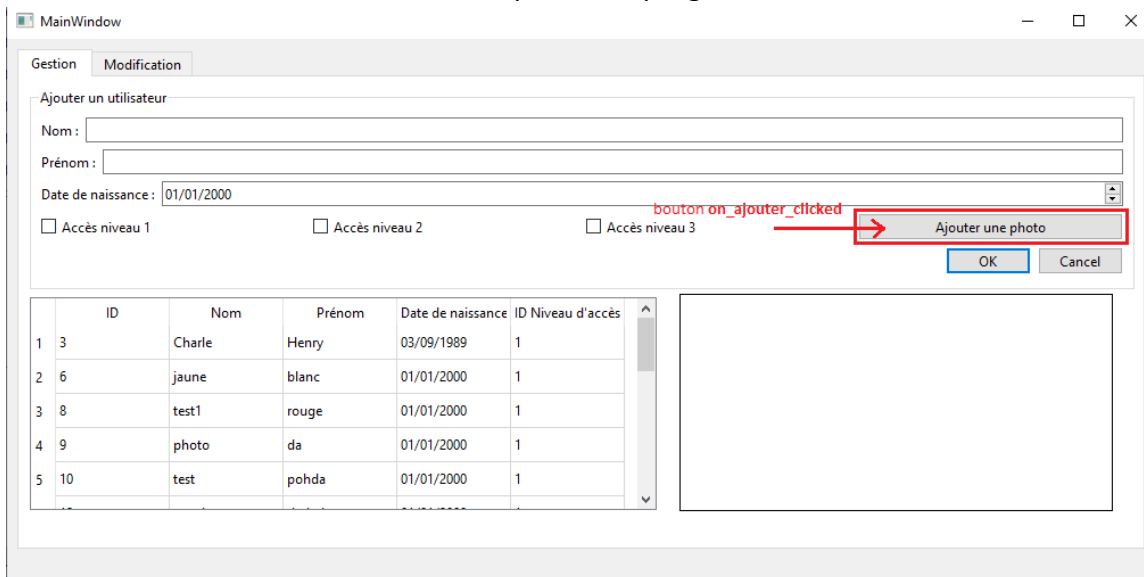 MainWindow
Gestion Modification
Ajouter un utilisateur
Nom :
Prénom :
Date de naissance : 01/01/2000
bouton on_ajouter_clicked
Accès niveau 1 Accès niveau 2 Accès niveau 3 Ajouter une photo
OK Cancel
ID Nom Prénom Date de naissance ID Niveau d'accès
1 3 Charle Henry 03/09/1989 1
2 6 jaune blanc 01/01/2000 1
3 8 test1 rouge 01/01/2000 1
4 9 photo da 01/01/2000 1
5 10 test pohda 01/01/2000 1